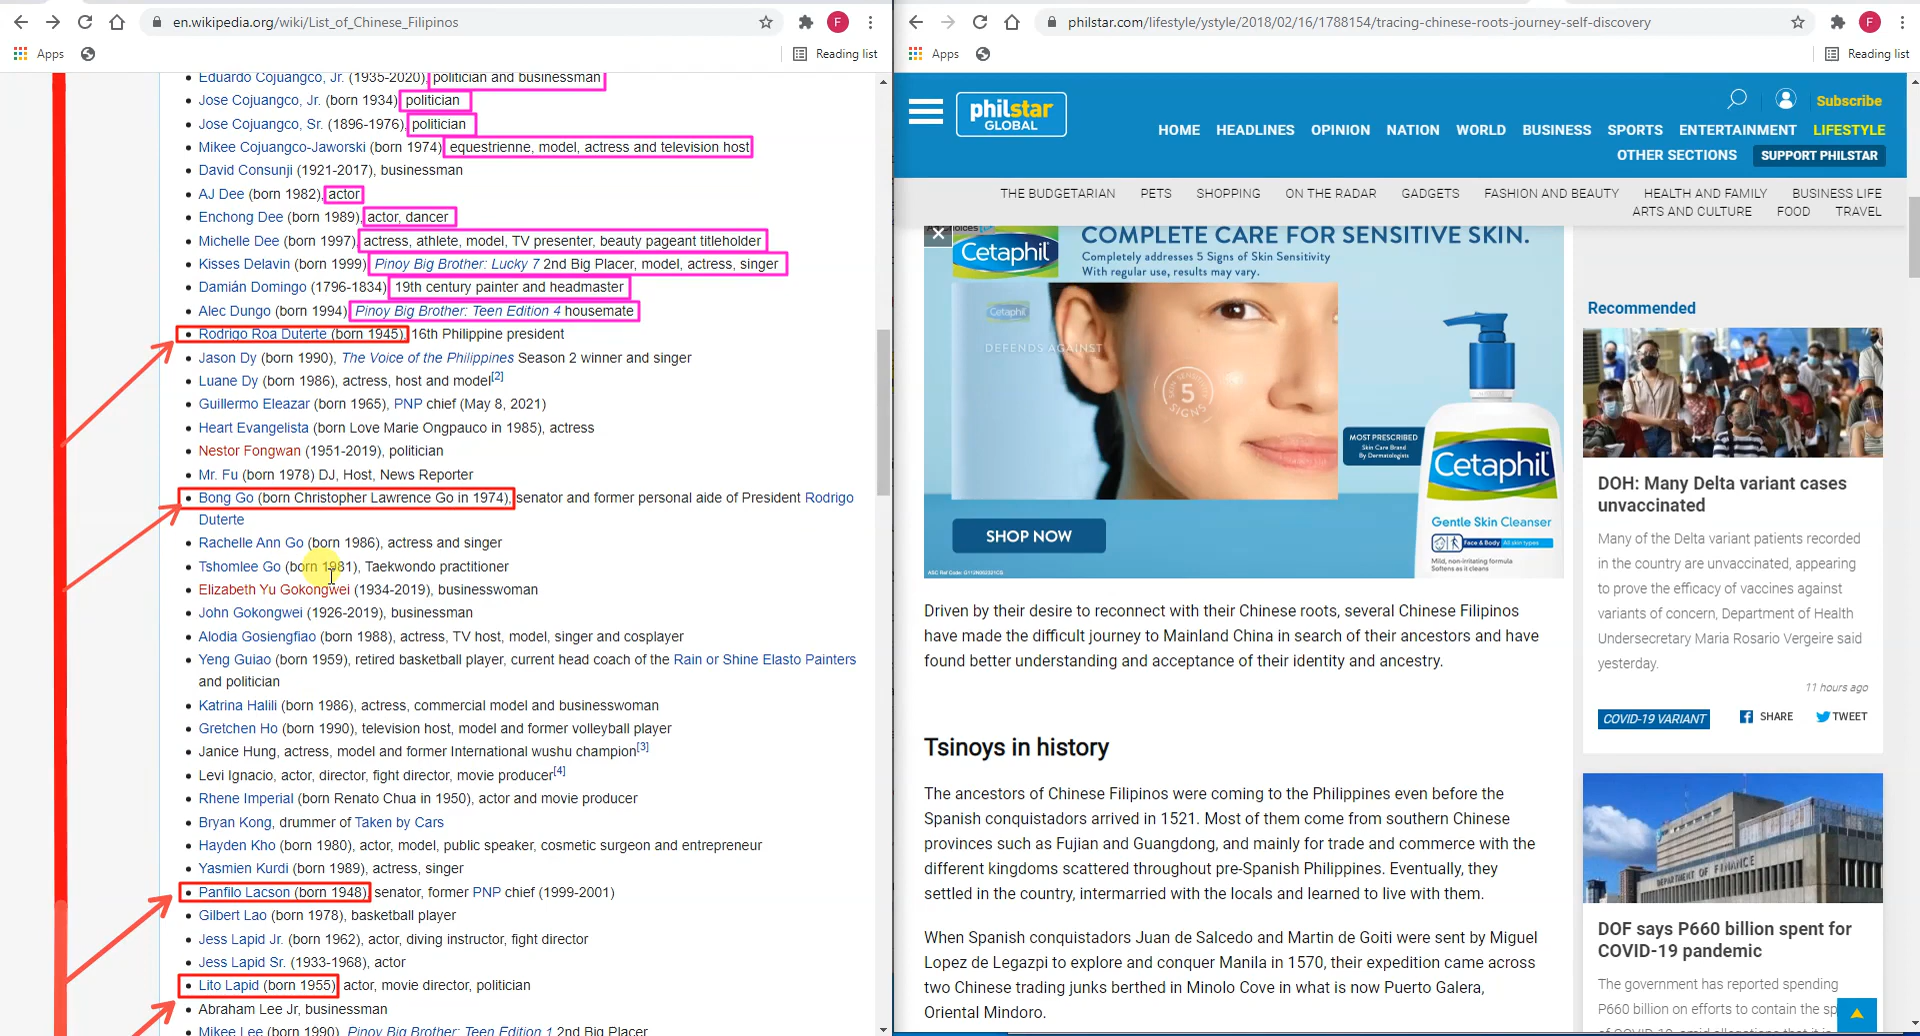 en.wikipedia.org/wiki/List_of_Chinese_Filipinos
F
Apps
Reading list
Eduardo Cojuangco, Jr. (1935-2020), politician and businessman
Jose Cojuangco, Jr. (born 1934) politician
Jose Cojuangco, Sr. (1896-1976), politician
Mikee Cojuangco-Jaworski (born 1974) equestrienne, model, actress and television host
David Consunji (1921-2017), businessman
AJ Dee (born 1982), actor
Enchong Dee (born 1989), actor, dancer
Michelle Dee (born 1997), actress, athlete, model, TV presenter, beauty pageant titleholder
Kisses Delavin (born 1999) Pinoy Big Brother: Lucky 7 2nd Big Placer, model, actress, singer
Damián Domingo (1796-1834) 19th century painter and headmaster
Alec Dungo (born 1994) Pinoy Big Brother: Teen Edition 4 housemate
Rodrigo Roa Duterte (born 1945), 16th Philippine president
Jason Dy (born 1990), The Voice of the Philippines Season 2 winner and singer
Luane Dy (born 1986), actress, host and model[2]
Guillermo Eleazar (born 1965), PNP chief (May 8, 2021)
Heart Evangelista (born Love Marie Ongpauco in 1985), actress
Nestor Fongwan (1951-2019), politician
Mr. Fu (born 1978) DJ, Host, News Reporter
Bong Go (born Christopher Lawrence Go in 1974), senator and former personal aide of President Rodrigo
Duterte
Rachelle Ann Go (born 1986), actress and singer
Tshomlee Go (born 1981), Taekwondo practitioner
Elizabeth Yu Gokongwei (1934-2019), businesswoman
John Gokongwei (1926-2019), businessman
Alodia Gosiengfiao (born 1988), actress, TV host, model, singer and cosplayer
Yeng Guiao (born 1959), retired basketball player, current head coach of the Rain or Shine Elasto Painters
and politician
Katrina Halili (born 1986), actress, commercial model and businesswoman
Gretchen Ho (born 1990), television host, model and former volleyball player
Janice Hung, actress, model and former International wushu champion[3]
Levi Ignacio, actor, director, fight director, movie producer[4]
Rhene Imperial (born Renato Chua in 1950), actor and movie producer
Bryan Kong, drummer of Taken by Cars
Hayden Kho (born 1980), actor, model, public speaker, cosmetic surgeon and entrepreneur
Yasmien Kurdi (born 1989), actress, singer
Panfilo Lacson (born 1948) senator, former PNP chief (1999-2001)
Gilbert Lao (born 1978), basketball player
Jess Lapid Jr. (born 1962), actor, diving instructor, fight director
Jess Lapid Sr. (1933-1968), actor
Lito Lapid (born 1955) actor, movie director, politician
Abraham Lee Jr, businessman
Mikee Lee (born 1990), Pinoy Big Brother: Teen Edition 1 2nd Big Placer
philstar.com/lifestyle/ystyle/2018/02/16/1788154/tracing-chinese-roots-journey-self-discovery
F
Apps
Reading list
philstar
GLOBAL
Subscribe
HOME HEADLINES OPINION NATION WORLD BUSINESS SPORTS ENTERTAINMENT LIFESTYLE
OTHER SECTIONS SUPPORT PHILSTAR
THE BUDGETARIAN PETS SHOPPING ON THE RADAR GADGETS FASHION AND BEAUTY HEALTH AND FAMILY BUSINESS LIFE
ARTS AND CULTURE FOOD TRAVEL
Cetaphil
COMPLETE CARE FOR SENSITIVE SKIN.
Completely addresses 5 Signs of Skin Sensitivity
With regular use, results may vary.
Cetaphil
DEFENDS AGAINST
5
SIGNS
MOST PRESCRIBED
Skin Care Brand
By Dermatologists
Cetaphil
Gentle Skin Cleanser
Face & Body All skin types
Mild, non-irritating formula
Softens as it cleans
SHOP NOW
Driven by their desire to reconnect with their Chinese roots, several Chinese Filipinos
have made the difficult journey to Mainland China in search of their ancestors and have
found better understanding and acceptance of their identity and ancestry.
Tsinoys in history
The ancestors of Chinese Filipinos were coming to the Philippines even before the
Spanish conquistadors arrived in 1521. Most of them come from southern Chinese
provinces such as Fujian and Guangdong, and mainly for trade and commerce with the
different kingdoms scattered throughout pre-Spanish Philippines. Eventually, they
settled in the country, intermarried with the locals and learned to live with them.
When Spanish conquistadors Juan de Salcedo and Martin de Goiti were sent by Miguel
Lopez de Legazpi to explore and conquer Manila in 1570, their expedition came across
two Chinese trading junks berthed in Minolo Cove in what is now Puerto Galera,
Oriental Mindoro.
Recommended
DOH: Many Delta variant cases
unvaccinated
Many of the Delta variant patients recorded
in the country are unvaccinated, appearing
to prove the efficacy of vaccines against
variants of concern, Department of Health
Undersecretary Maria Rosario Vergeire said
yesterday.
11 hours ago
COVID-19 VARIANT
SHARE
TWEET
DEPARTMENT OF FINANCE
DOF says P660 billion spent for
COVID-19 pandemic
The government has reported spending
P660 billion on efforts to contain the